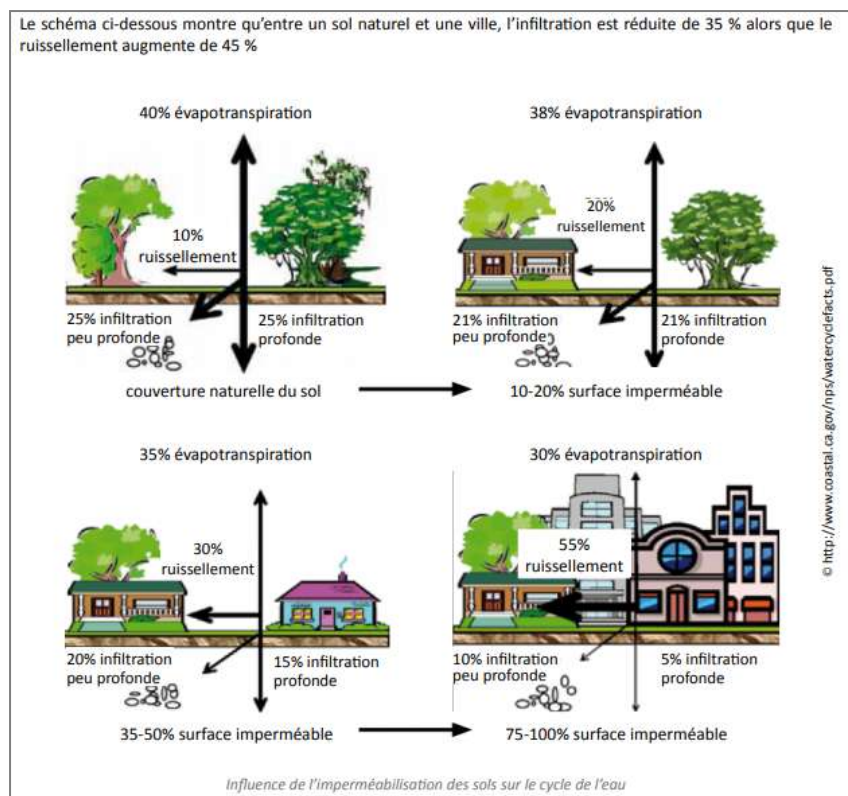 Le schéma ci-dessous montre qu'entre un sol naturel et une ville, l'infiltration est réduite de 35 % alors que le
ruissellement augmente de 45 %
40% évapotranspiration
10%
ruissellement
25% infiltration
peu profonde
25% infiltration
profonde
couverture naturelle du sol
38% évapotranspiration
20%
ruissellement
21% infiltration
peu profonde
21% infiltration
profonde
10-20% surface imperméable
35% évapotranspiration
30%
ruissellement
20% infiltration
peu profonde
15% infiltration
profonde
35-50% surface imperméable
30% évapotranspiration
55%
ruissellement
10% infiltration
peu profonde
5% infiltration
profonde
75-100% surface imperméable
© http://www.coastal.ca.gov/nps/watercyclefacts.pdf
Influence de l'imperméabilisation des sols sur le cycle de l'eau